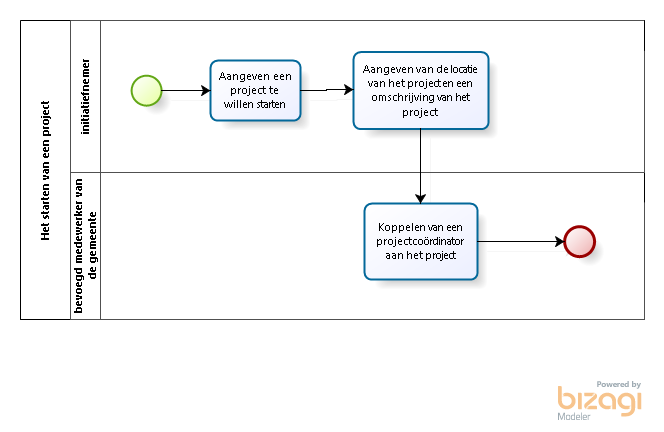 Het starten van een project
initiatiefnemer
Aangeven een
project te
willen starten
Aangeven van de locatie
van het project en een
omschrijving van het
project
bevoegd medewerker van
de gemeente
Koppelen van een
projectcoördinator
aan het project
Powered by
bizagi
Modeler